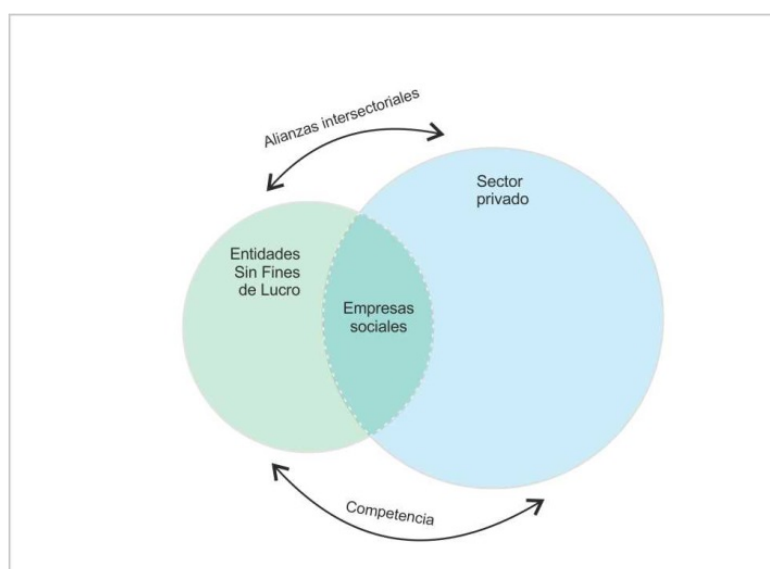 Alianzas intersectoriales
Sector
privado
Entidades
Sin Fines
de Lucro
Empresas
sociales
Competencia